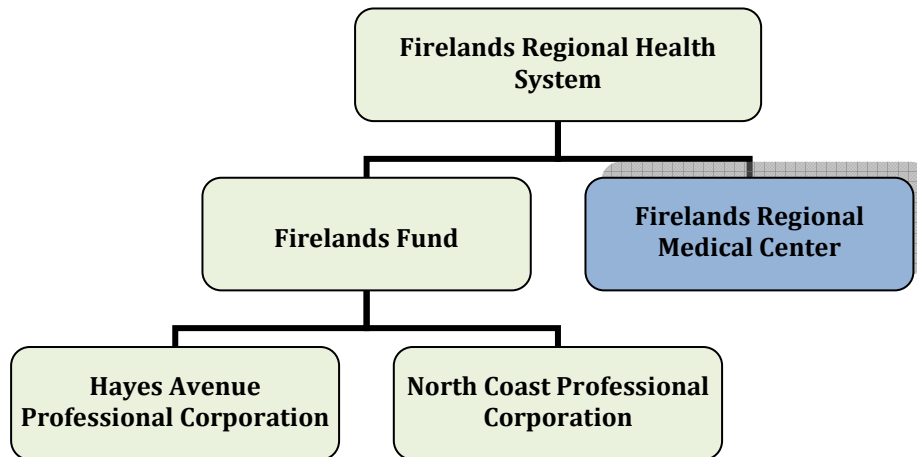 Firelands Regional Health
System
Firelands Fund
Firelands Regional
Medical Center
Hayes Avenue
Professional Corporation
North Coast Professional
Corporation